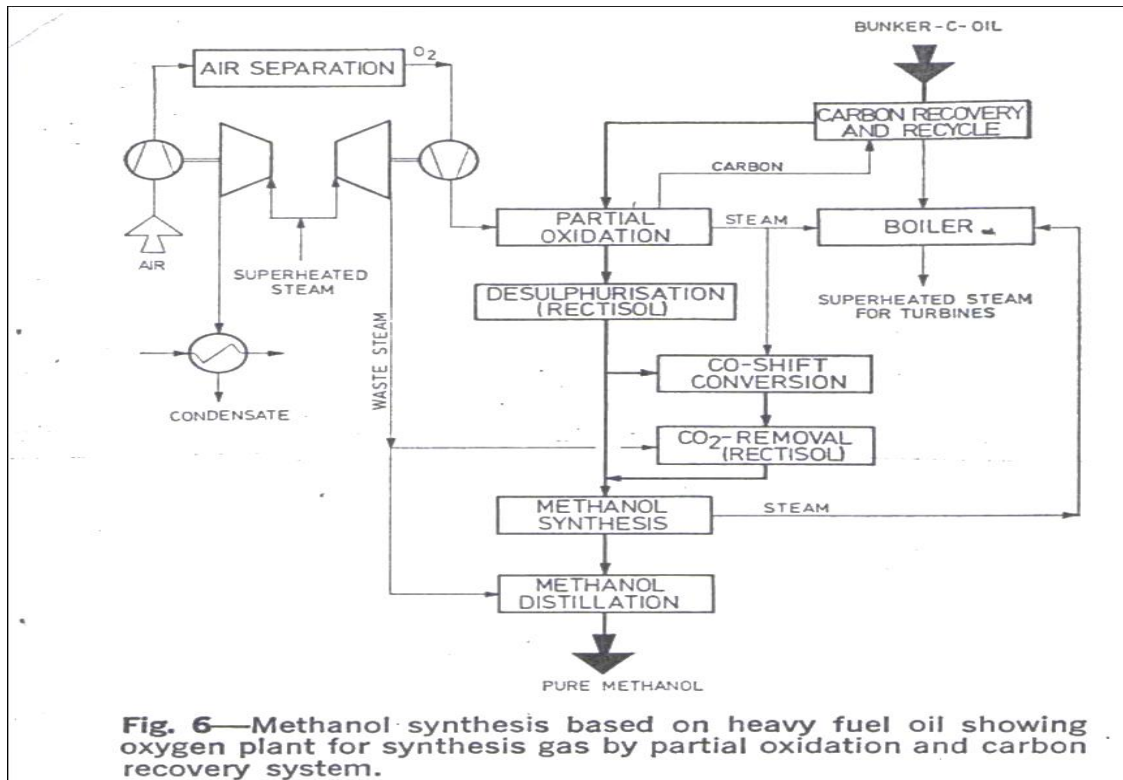 BUNKER-C-OIL
O2
AIR SEPARATION
CARBON RECOVERY
AND RECYCLE
CARBON
PARTIAL
OXIDATION
STEAM
BOILER
AIR
SUPERHEATED
STEAM
DESULPHURISATION
(RECTISOL)
SUPERHEATED STEAM
FOR TURBINES
WASTE STEAM
CO-SHIFT
CONVERSION
CONDENSATE
CO2-REMOVAL
(RECTISOL)
METHANOL
SYNTHESIS
STEAM
METHANOL
DISTILLATION
PURE METHANOL
Fig. 6—Methanol synthesis based on heavy fuel oil showing
oxygen plant for synthesis gas by partial oxidation and carbon
recovery system.